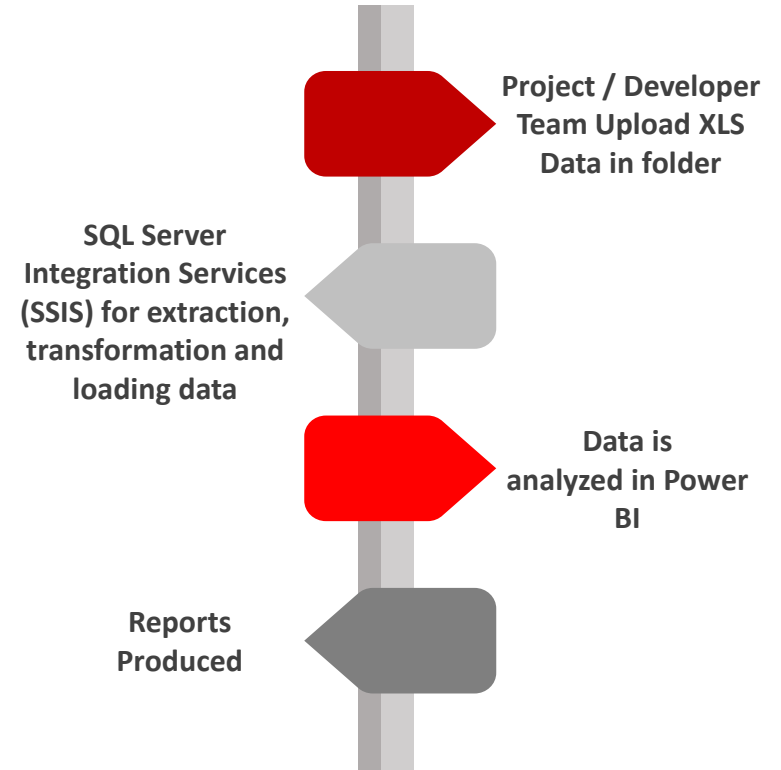 Project / Developer
Team Upload XLS
Data in folder
SQL Server
Integration Services
(SSIS) for extraction,
transformation and
loading data
Data is
analyzed in Power
BI
Reports
Produced